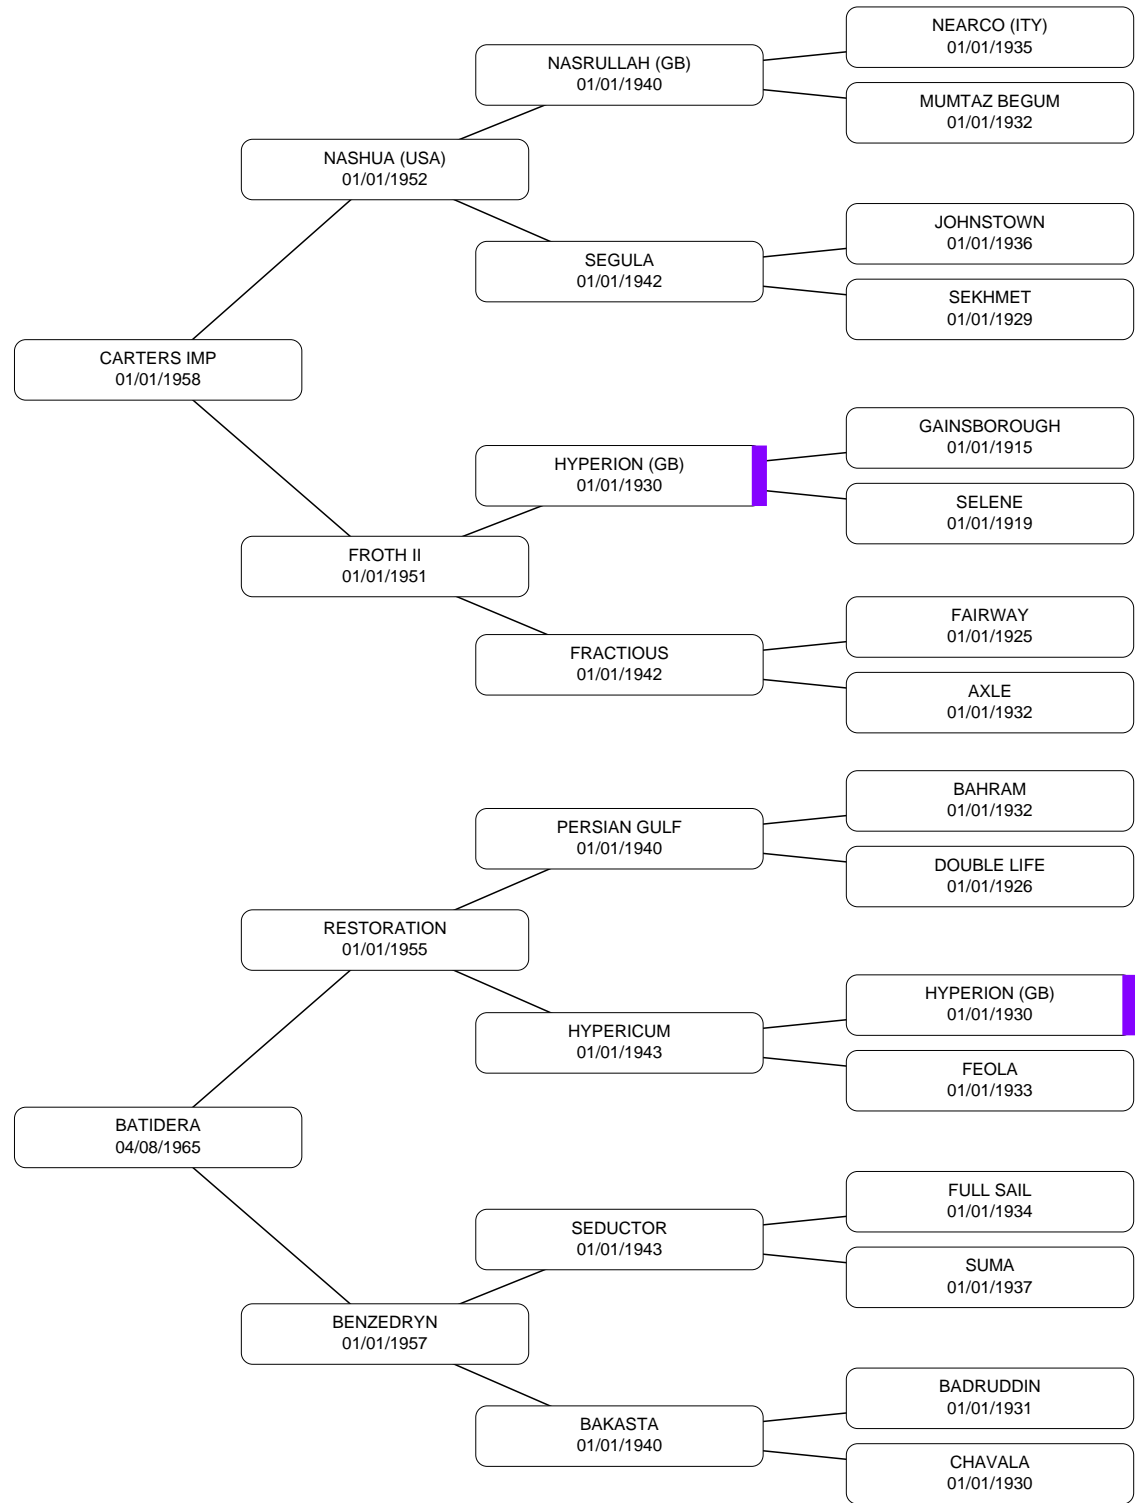 NEARCO (ITY)
01/01/1935
NASRULLAH (GB)
01/01/1940
MUMTAZ BEGUM
01/01/1932
NASHUA (USA)
01/01/1952
JOHNSTOWN
01/01/1936
SEGULA
01/01/1942
SEKHMET
01/01/1929
CARTERS IMP
01/01/1958
GAINSBOROUGH
01/01/1915
HYPERION (GB)
01/01/1930
SELENE
01/01/1919
FROTH II
01/01/1951
FAIRWAY
01/01/1925
FRACTIOUS
01/01/1942
AXLE
01/01/1932
BAHRAM
01/01/1932
PERSIAN GULF
01/01/1940
DOUBLE LIFE
01/01/1926
RESTORATION
01/01/1955
HYPERION (GB)
01/01/1930
HYPERICUM
01/01/1943
FEOLA
01/01/1933
BATIDERA
04/08/1965
FULL SAIL
01/01/1934
SEDUCTOR
01/01/1943
SUMA
01/01/1937
BENZEDRYN
01/01/1957
BADRUDDIN
01/01/1931
BAKASTA
01/01/1940
CHAVALA
01/01/1930